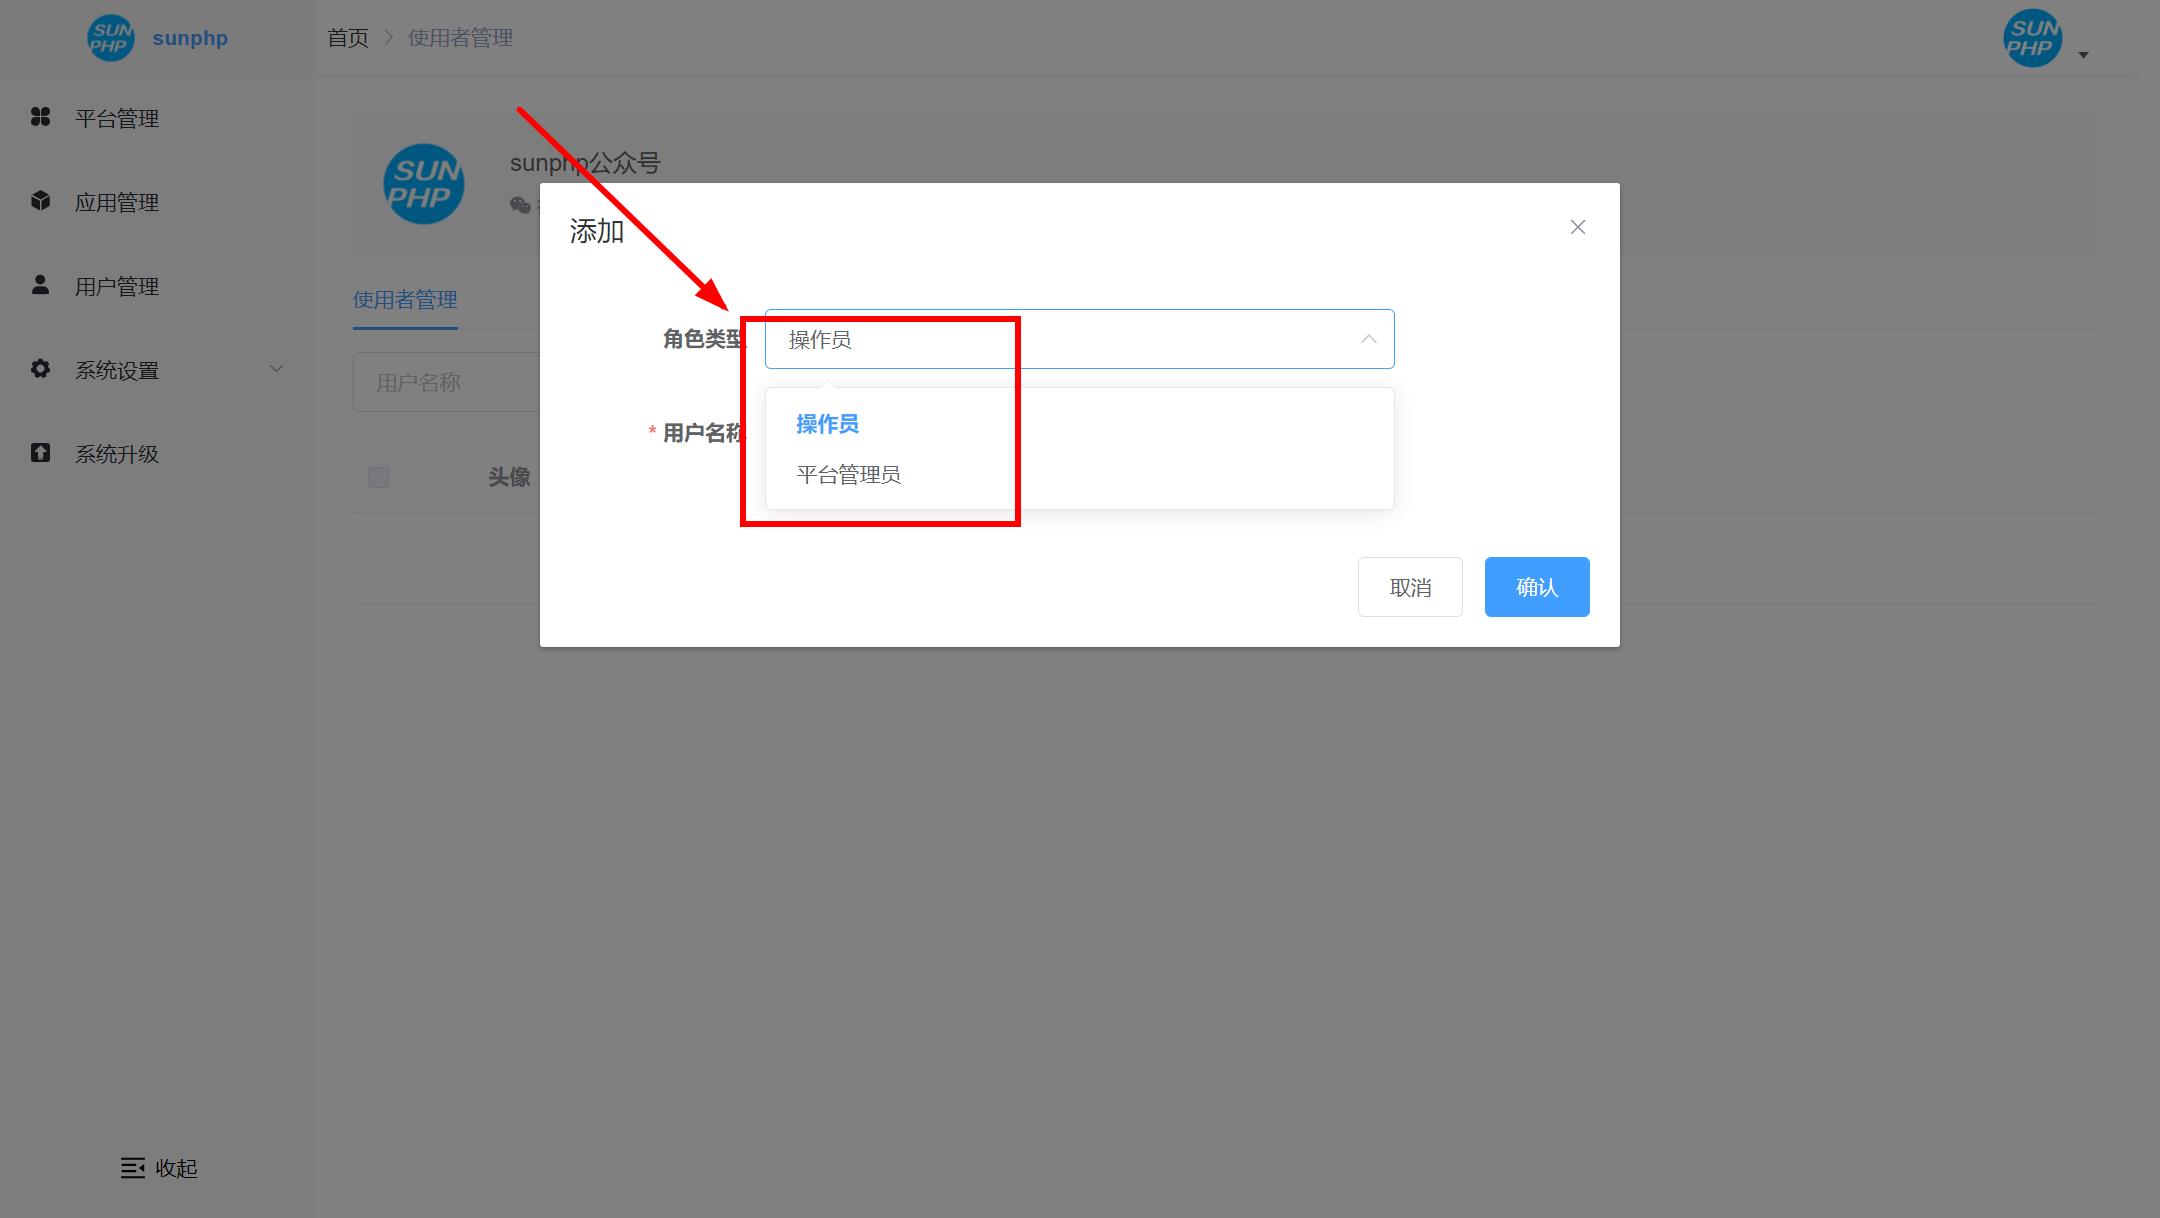 SUN
PHP
sunphp
首页
使用者管理
SUN
PHP
平台管理
应用管理
用户管理
系统设置
系统升级
收起
SUN
PHP
sunphp公众号
使用者管理
用户名称
头像
添加
角色类型
操作员
操作员
平台管理员
* 用户名称
取消
确认